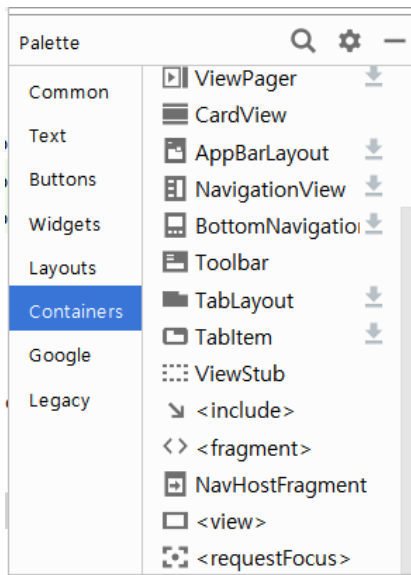 Palette
Common
Text
Buttons
Widgets
Layouts
Containers
Google
Legacy
ViewPager
CardView
AppBarLayout
NavigationView
BottomNavigatio
Toolbar
TabLayout
TabItem
ViewStub
<include>
<fragment>
NavHostFragment
<view>
<requestFocus>